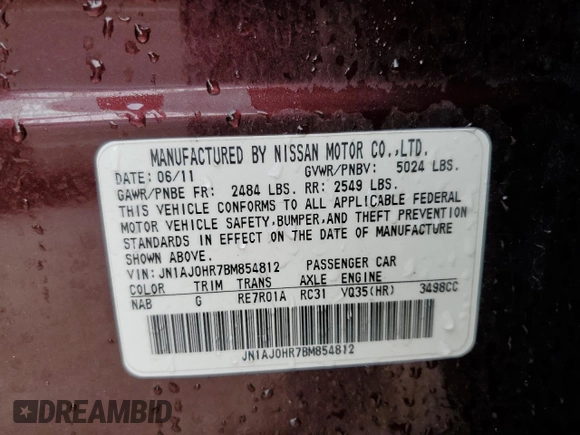 MANUFACTURED BY NISSAN MOTOR CO.,LTD.
DATE: 06/11 GVWR/PNBV: 5024 LBS.
GAWR/PNBE FR: 2484 LBS. RR: 2549 LBS.
THIS VEHICLE CONFORMS TO ALL APPLICABLE FEDERAL
MOTOR VEHICLE SAFETY,BUMPER,AND THEFT PREVENTION
STANDARDS IN EFFECT ON THE DATE OF MANUFACTURE
SHOWN ABOVE.
VIN:JN1AJ0HR7BM854812 PASSENGER CAR
COLOR TRIM TRANS AXLE ENGINE
NAB G RE7R01A RC31 VQ35(HR) 3498CC
JN1AJ0HR7BM854812
DREAMBID